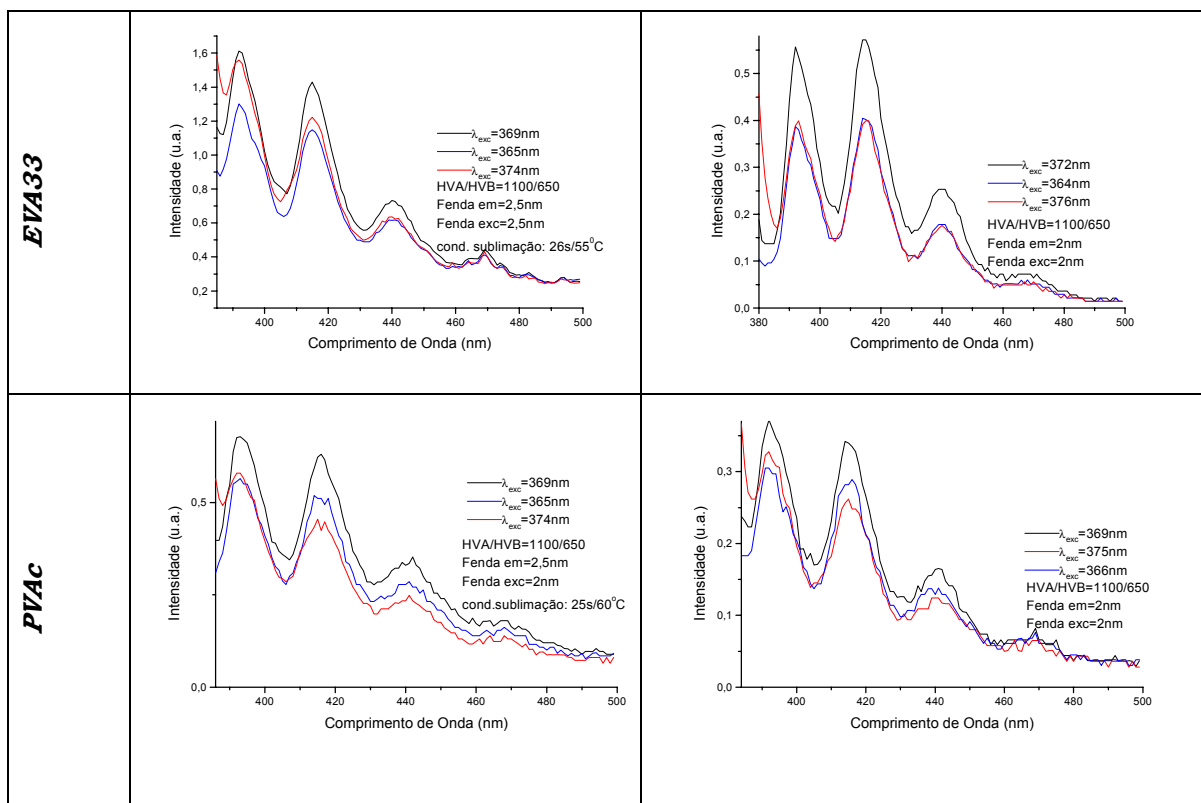 EVA33
1,6
1,4
1,2
1,0
0,8
0,6
0,4
0,2
400
420
440
460
480
500
Intensidade (u.a.)
Comprimento de Onda (nm)
λexc=369nm
λexc=365nm
λexc=374nm
HVA/HVB=1100/650
Fenda em=2,5nm
Fenda exc=2,5nm
cond. sublimação: 26s/55°C
0,5
0,4
0,3
0,2
0,1
0,0
380
400
420
440
460
480
500
Intensidade (u.a.)
Comprimento de Onda (nm)
λexc=372nm
λexc=364nm
λexc=376nm
HVA/HVB=1100/650
Fenda em=2nm
Fenda exc=2nm
PVAc
0,5
0,0
400
420
440
460
480
500
Intensidade (u.a.)
Comprimento de Onda (nm)
λexc=369nm
λexc=365nm
λexc=374nm
HVA/HVB=1100/650
Fenda em=2,5nm
Fenda exc=2nm
cond.sublimação: 25s/60°C
0,3
0,2
0,1
0,0
400
420
440
460
480
500
Intensidade (u.a.)
Comprimento de Onda (nm)
λexc=369nm
λexc=375nm
λexc=366nm
HVA/HVB=1100/650
Fenda em=2nm
Fenda exc=2nm